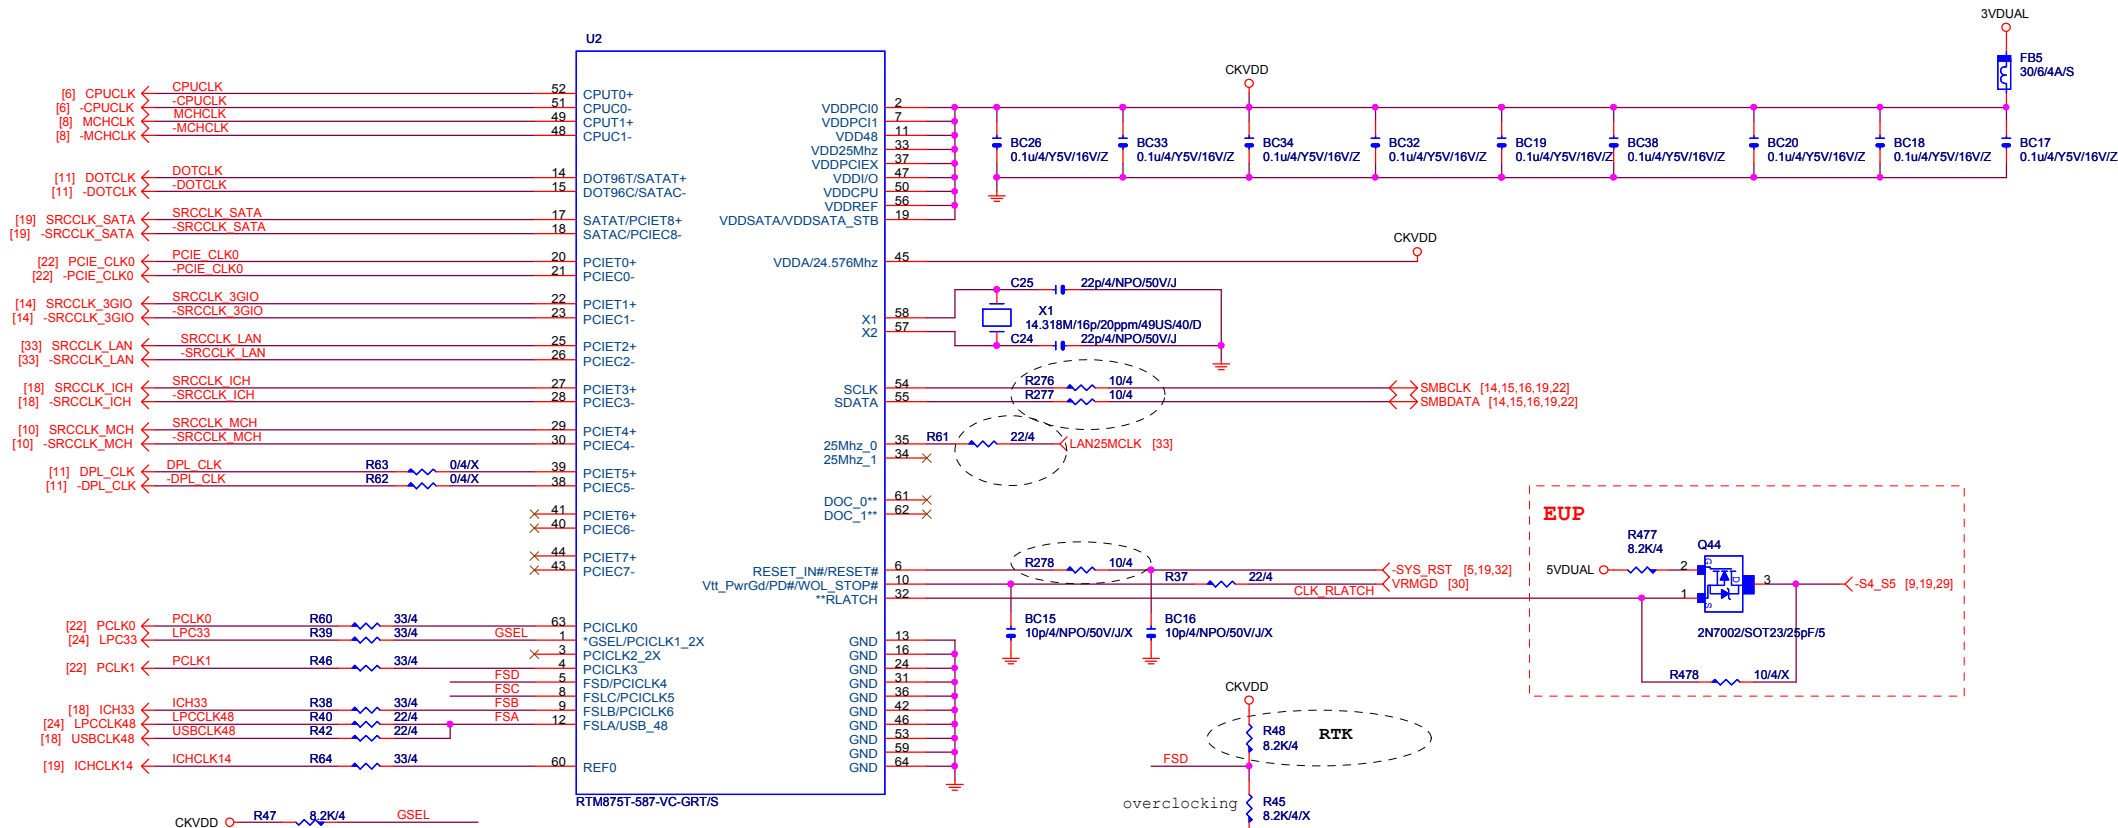 3VDUAL
U2
FB5
30/6/4A/S
CKVDD
[6] CPUCLK CPUCLK 52 CPUT0+
[6] -CPUCLK -CPUCLK 51 CPUC0-
[8] MCHCLK MCHCLK 49 CPUT1+
[8] -MCHCLK -MCHCLK 48 CPUC1-
[11] DOTCLK DOTCLK 14 DOT96T/SATAT+
[11] -DOTCLK -DOTCLK 15 DOT96C/SATAC-
[19] SRCCLK_SATA SRCCLK_SATA 17 SATAT/PCIET8+
[19] -SRCCLK_SATA -SRCCLK_SATA 18 SATAC/PCIEC8-
[22] PCIE_CLK0 PCIE_CLK0 20 PCIET0+
[22] -PCIE_CLK0 -PCIE_CLK0 21 PCIEC0-
[14] SRCCLK_3GIO SRCCLK_3GIO 22 PCIET1+
[14] -SRCCLK_3GIO -SRCCLK_3GIO 23 PCIEC1-
[33] SRCCLK_LAN SRCCLK_LAN 25 PCIET2+
[33] -SRCCLK_LAN -SRCCLK_LAN 26 PCIEC2-
[18] SRCCLK_ICH SRCCLK_ICH 27 PCIET3+
[18] -SRCCLK_ICH -SRCCLK_ICH 28 PCIEC3-
[10] SRCCLK_MCH SRCCLK_MCH 29 PCIET4+
[10] -SRCCLK_MCH -SRCCLK_MCH 30 PCIEC4-
[11] DPL_CLK DPL_CLK R63 0/4/X 39 PCIET5+
[11] -DPL_CLK -DPL_CLK R62 0/4/X 38 PCIEC5-
41 PCIET6+
40 PCIEC6-
44 PCIET7+
43 PCIEC7-
[22] PCLK0 PCLK0 R60 33/4 63 PCICLK0
[24] LPC33 LPC33 R39 33/4 GSEL 1 *GSEL/PCICLK1_2X
3 PCICLK2_2X
[22] PCLK1 PCLK1 R46 33/4 4 PCICLK3
FSD 5 FSD/PCICLK4
FSC 8 FSLC/PCICLK5
[18] ICH33 ICH33 R38 33/4 FSB 9 FSLB/PCICLK6
[24] LPCCLK48 LPCCLK48 R40 22/4 FSA 12 FSLA/USB_48
[18] USBCLK48 USBCLK48 R42 22/4
[19] ICHCLK14 ICHCLK14 R64 33/4 60 REF0
RTM875T-587-VC-GRT/S
CKVDD R47 8.2K/4 GSEL
VDDPCI0 2
VDDPCI1 7
VDD48 11
VDD25Mhz 33
VDDPCIEX 37
VDDI/O 47
VDDCPU 50
VDDREF 56
VDDSATA/VDDSATA_STB 19
BC26 BC33 BC34 BC32 BC19 BC38 BC20 BC18 BC17
0.1u/4/Y5V/16V/Z 0.1u/4/Y5V/16V/Z 0.1u/4/Y5V/16V/Z 0.1u/4/Y5V/16V/Z 0.1u/4/Y5V/16V/Z 0.1u/4/Y5V/16V/Z 0.1u/4/Y5V/16V/Z 0.1u/4/Y5V/16V/Z 0.1u/4/Y5V/16V/Z
CKVDD
VDDA/24.576Mhz 45
C25 22p/4/NPO/50V/J
X1 58
X1
14.318M/16p/20ppm/49US/40/D
X2 57
C24 22p/4/NPO/50V/J
SCLK 54 R276 10/4 SMBCLK [14,15,16,19,22]
SDATA 55 R277 10/4 SMBDATA [14,15,16,19,22]
25Mhz_0 35 R61 22/4 LAN25MCLK [33]
25Mhz_1 34
DOC_0** 61
DOC_1** 62
RESET_IN#/RESET# 6 R278 10/4 -SYS_RST [5,19,32]
Vtt_PwrGd/PD#/WOL_STOP# 10 R37 22/4 VRMGD [30]
**RLATCH 32 CLK_RLATCH
BC15
10p/4/NPO/50V/J/X
BC16
10p/4/NPO/50V/J/X
GND 13
GND 16
GND 24
GND 31
GND 36
GND 42
GND 46
GND 53
GND 59
GND 64
EUP
R477
8.2K/4
Q44
5VDUAL 2 G D S 3 -S4_S5 [9,19,29]
1
2N7002/SOT23/25pF/5
R478 10/4/X
CKVDD
R48
8.2K/4
RTK
FSD
overclocking
R45
8.2K/4/X